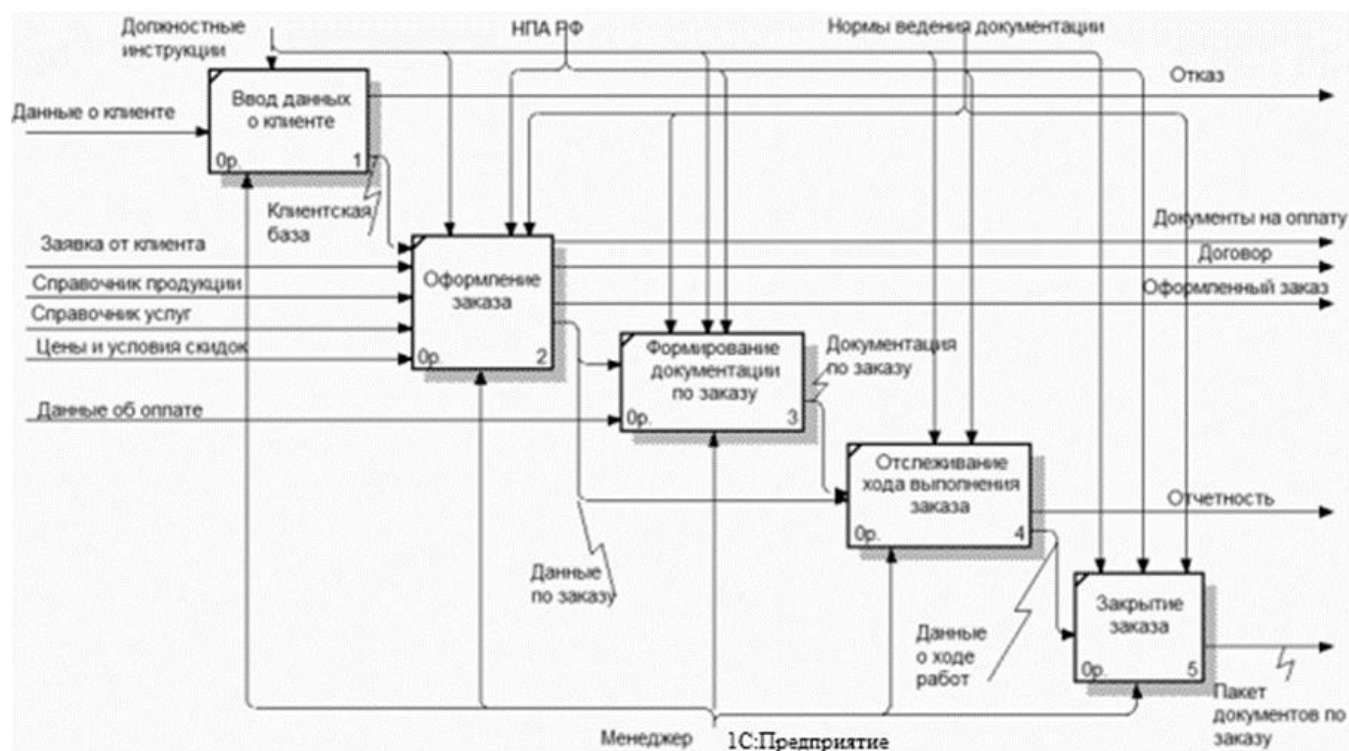 Должностные
инструкции
НПА РФ
Нормы ведения документации
Отказ
Ввод данных
о клиенте
0р. 1
Данные о клиенте
Клиентская
база
Документы на оплату
Заявка от клиента
Договор
Оформление
заказа
0р. 2
Справочник продукции
Оформленный заказ
Справочник услуг
Цены и условия скидок
Формирование
документации
по заказу
0р. 3
Документация
по заказу
Данные об оплате
Отслеживание
хода выполнения
заказа
0р. 4
Отчетность
Данные
по заказу
Закрытие
заказа
0р. 5
Данные
о ходе
работ
Пакет
документов по
заказу
Менеджер 1С:Предприятие